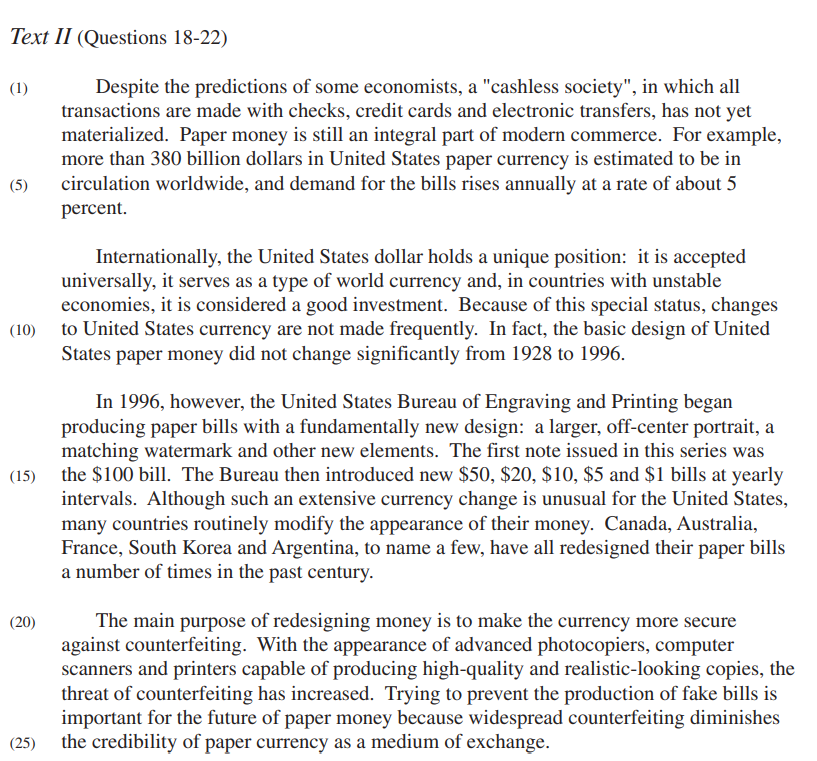 Text II (Questions 18-22)
(1) Despite the predictions of some economists, a "cashless society", in which all
transactions are made with checks, credit cards and electronic transfers, has not yet
materialized. Paper money is still an integral part of modern commerce. For example,
more than 380 billion dollars in United States paper currency is estimated to be in
(5) circulation worldwide, and demand for the bills rises annually at a rate of about 5
percent.
Internationally, the United States dollar holds a unique position: it is accepted
universally, it serves as a type of world currency and, in countries with unstable
economies, it is considered a good investment. Because of this special status, changes
(10) to United States currency are not made frequently. In fact, the basic design of United
States paper money did not change significantly from 1928 to 1996.
In 1996, however, the United States Bureau of Engraving and Printing began
producing paper bills with a fundamentally new design: a larger, off-center portrait, a
matching watermark and other new elements. The first note issued in this series was
(15) the $100 bill. The Bureau then introduced new $50, $20, $10, $5 and $1 bills at yearly
intervals. Although such an extensive currency change is unusual for the United States,
many countries routinely modify the appearance of their money. Canada, Australia,
France, South Korea and Argentina, to name a few, have all redesigned their paper bills
a number of times in the past century.
(20) The main purpose of redesigning money is to make the currency more secure
against counterfeiting. With the appearance of advanced photocopiers, computer
scanners and printers capable of producing high-quality and realistic-looking copies, the
threat of counterfeiting has increased. Trying to prevent the production of fake bills is
important for the future of paper money because widespread counterfeiting diminishes
(25) the credibility of paper currency as a medium of exchange.